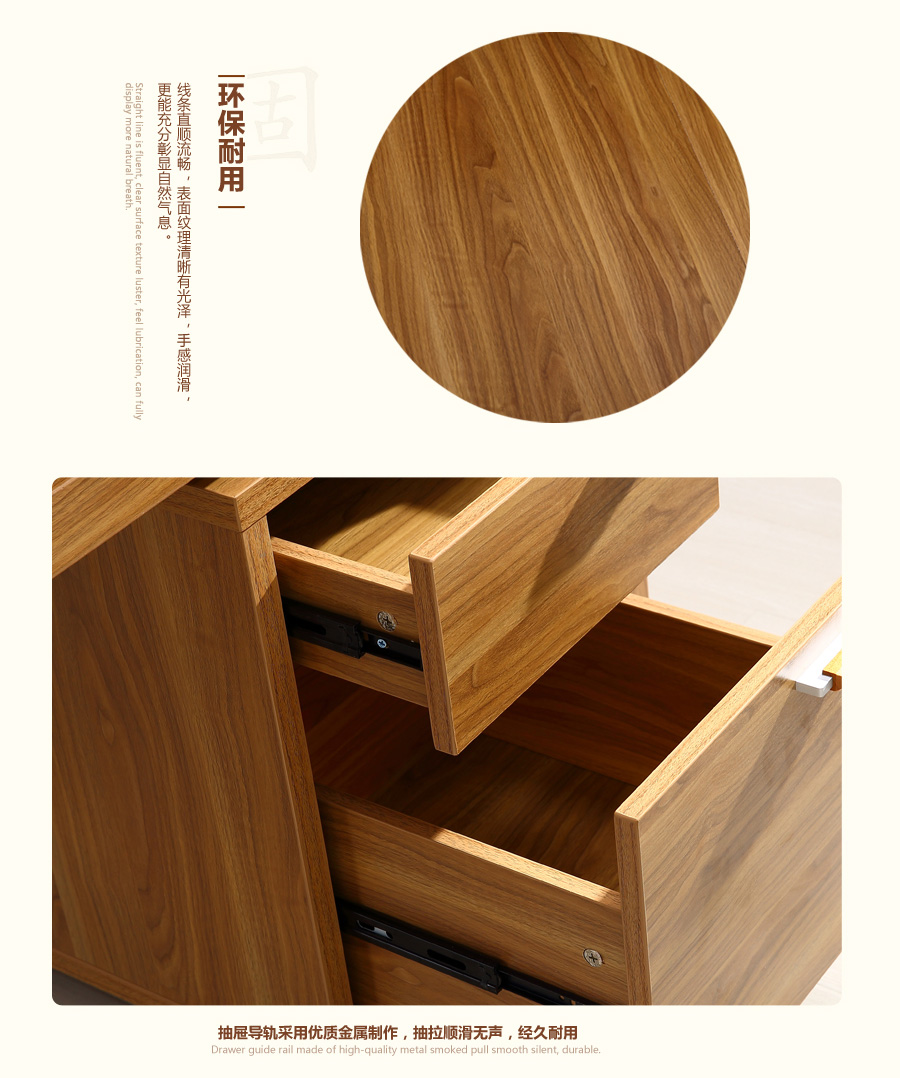 固
环保耐用
线条直顺流畅，表面纹理清晰有光泽，手感润滑，
更能充分彰显自然气息。
Straight line is fluent, clear surface texture luster, feel lubrication, can fully
display more natural breath.
抽屉导轨采用优质金属制作，抽拉顺滑无声，经久耐用
Drawer guide rail made of high-quality metal smoked pull smooth silent, durable.